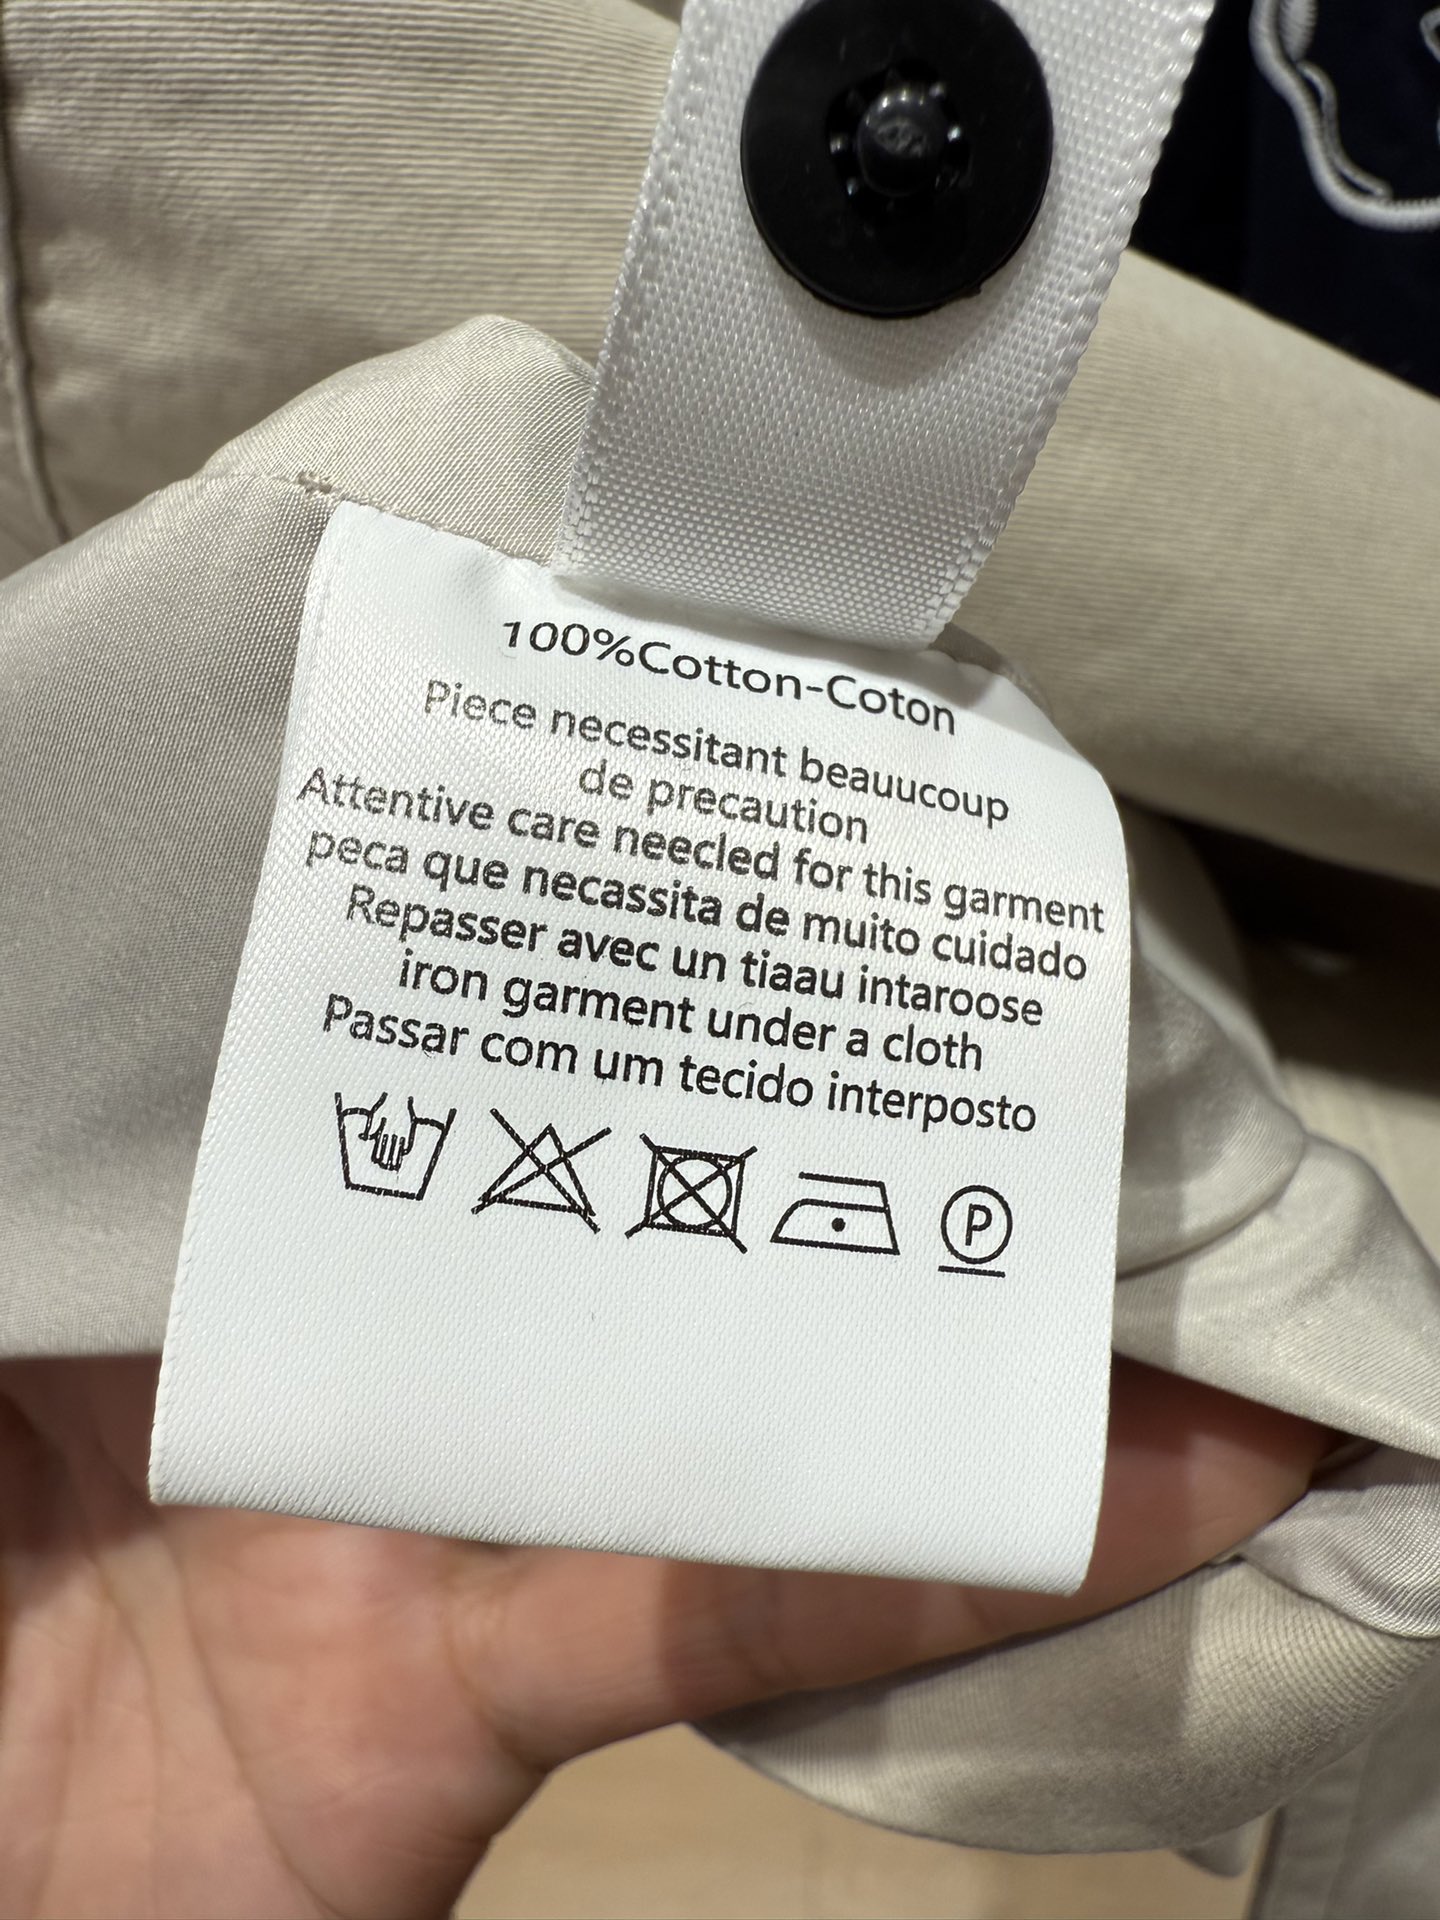 100%Cotton-Coton
Piece necessitant beauucoup
de precaution
Attentive care neecled for this garment
peca que necassita de muito cuidado
Repasser avec un tiaau intaroose
iron garment under a cloth
Passar com um tecido interposto
P